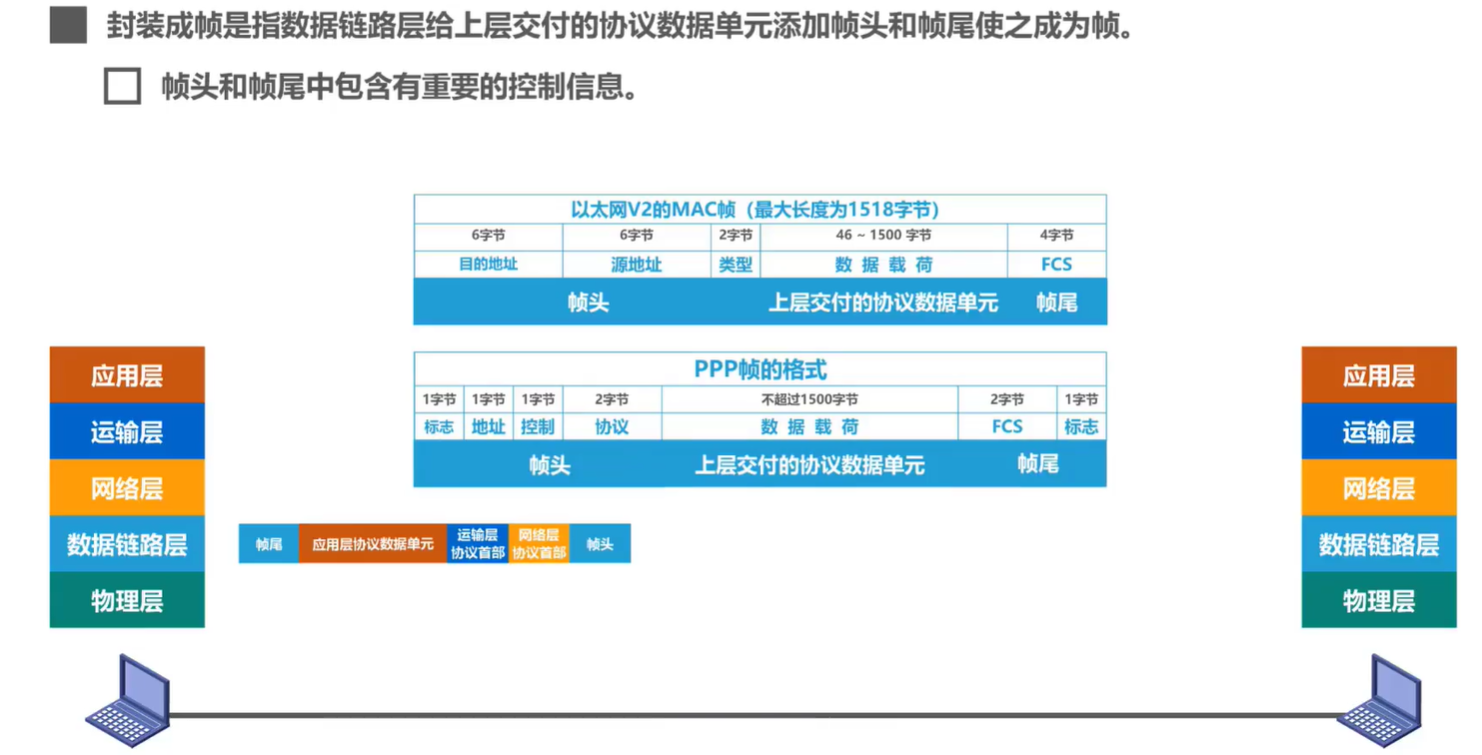 封装成帧是指数据链路层给上层交付的协议数据单元添加帧头和帧尾使之成为帧。
帧头和帧尾中包含有重要的控制信息。
以太网V2的MAC帧（最大长度为1518字节）
6字节 6字节 2字节 46 ~ 1500 字节 4字节
目的地址 源地址 类型 数 据 载 荷 FCS
帧头 上层交付的协议数据单元 帧尾
PPP帧的格式
1字节 1字节 1字节 2字节 不超过1500字节 2字节 1字节
标志 地址 控制 协议 数 据 载 荷 FCS 标志
帧头 上层交付的协议数据单元 帧尾
应用层
运输层
网络层
数据链路层
物理层
帧尾 应用层协议数据单元 运输层 协议首部 网络层 协议首部 帧头
应用层
运输层
网络层
数据链路层
物理层